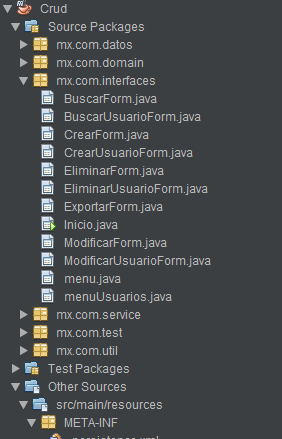 Crud
Source Packages
mx.com.datos
mx.com.domain
mx.com.interfaces
BuscarForm.java
BuscarUsuarioForm.java
CrearForm.java
CrearUsuarioForm.java
EliminarForm.java
EliminarUsuarioForm.java
ExportarForm.java
Inicio.java
ModificarForm.java
ModificarUsuarioForm.java
menu.java
menuUsuarios.java
mx.com.service
mx.com.test
mx.com.util
Test Packages
Other Sources
src/main/resources
META-INF
persistence.xml